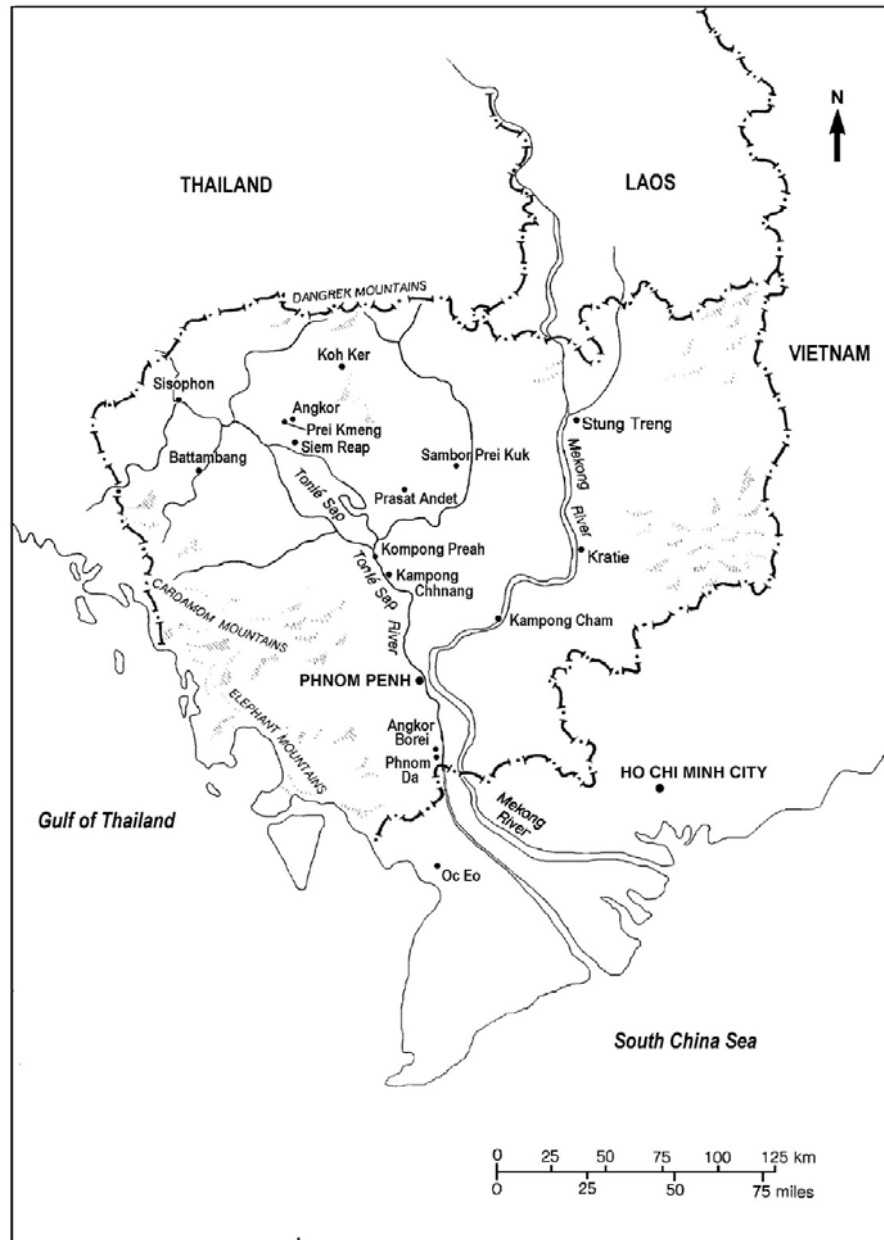 N
THAILAND
LAOS
DANGREK MOUNTAINS
VIETNAM
Koh Ker
Sisophon
Angkor
Prei Kmeng
Siem Reap
Stung Treng
Battambang
Sambor Prei Kuk
Prasat Andet
Mekong
River
Tonlé Sap
Kompong Preah
Kratie
Kampong
Chhnang
Tonlé Sap
River
CARDAMOM MOUNTAINS
Kampong Cham
PHNOM PENH
ELEPHANT MOUNTAINS
Angkor
Borei
Phnom
Da
HO CHI MINH CITY
Gulf of Thailand
Mekong
River
Oc Eo
South China Sea
0 25 50 75 100 125 km
0 25 50 75 miles